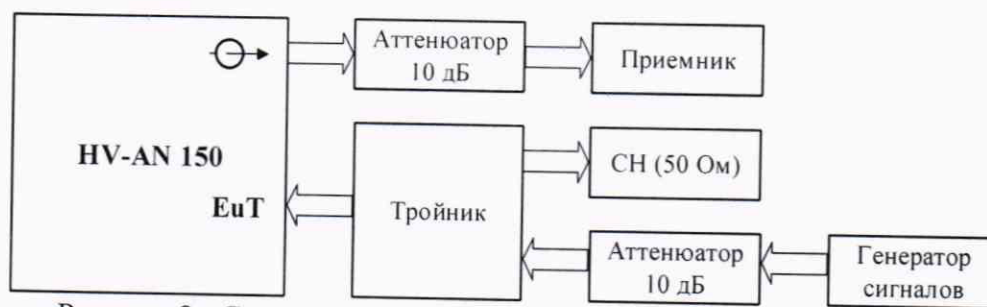 Аттенюатор
10 дБ
Приемник
HV-AN 150
EuT
Тройник
СН (50 Ом)
Аттенюатор
10 дБ
Генератор
сигналов